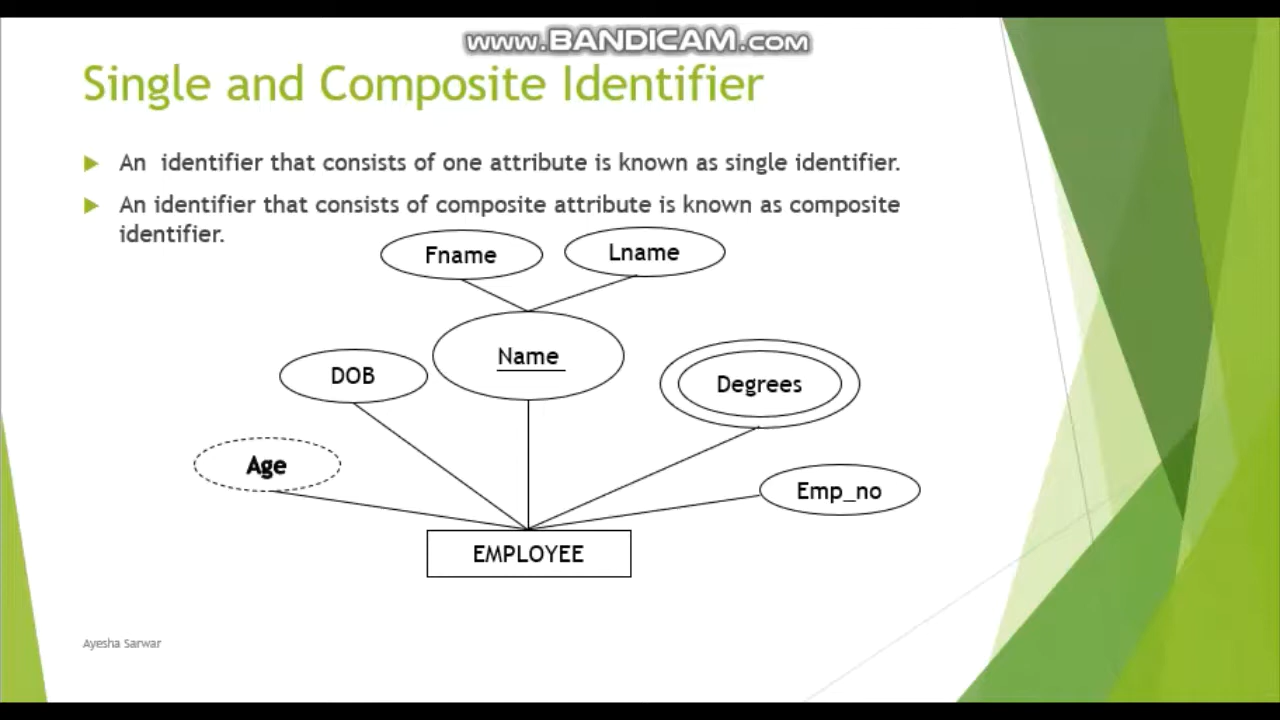 www.BANDICAM.com
Single and Composite Identifier
An identifier that consists of one attribute is known as single identifier.
An identifier that consists of composite attribute is known as composite
identifier.
Fname
Lname
Name
DOB
Degrees
Age
Emp_no
EMPLOYEE
Ayesha Sarwar